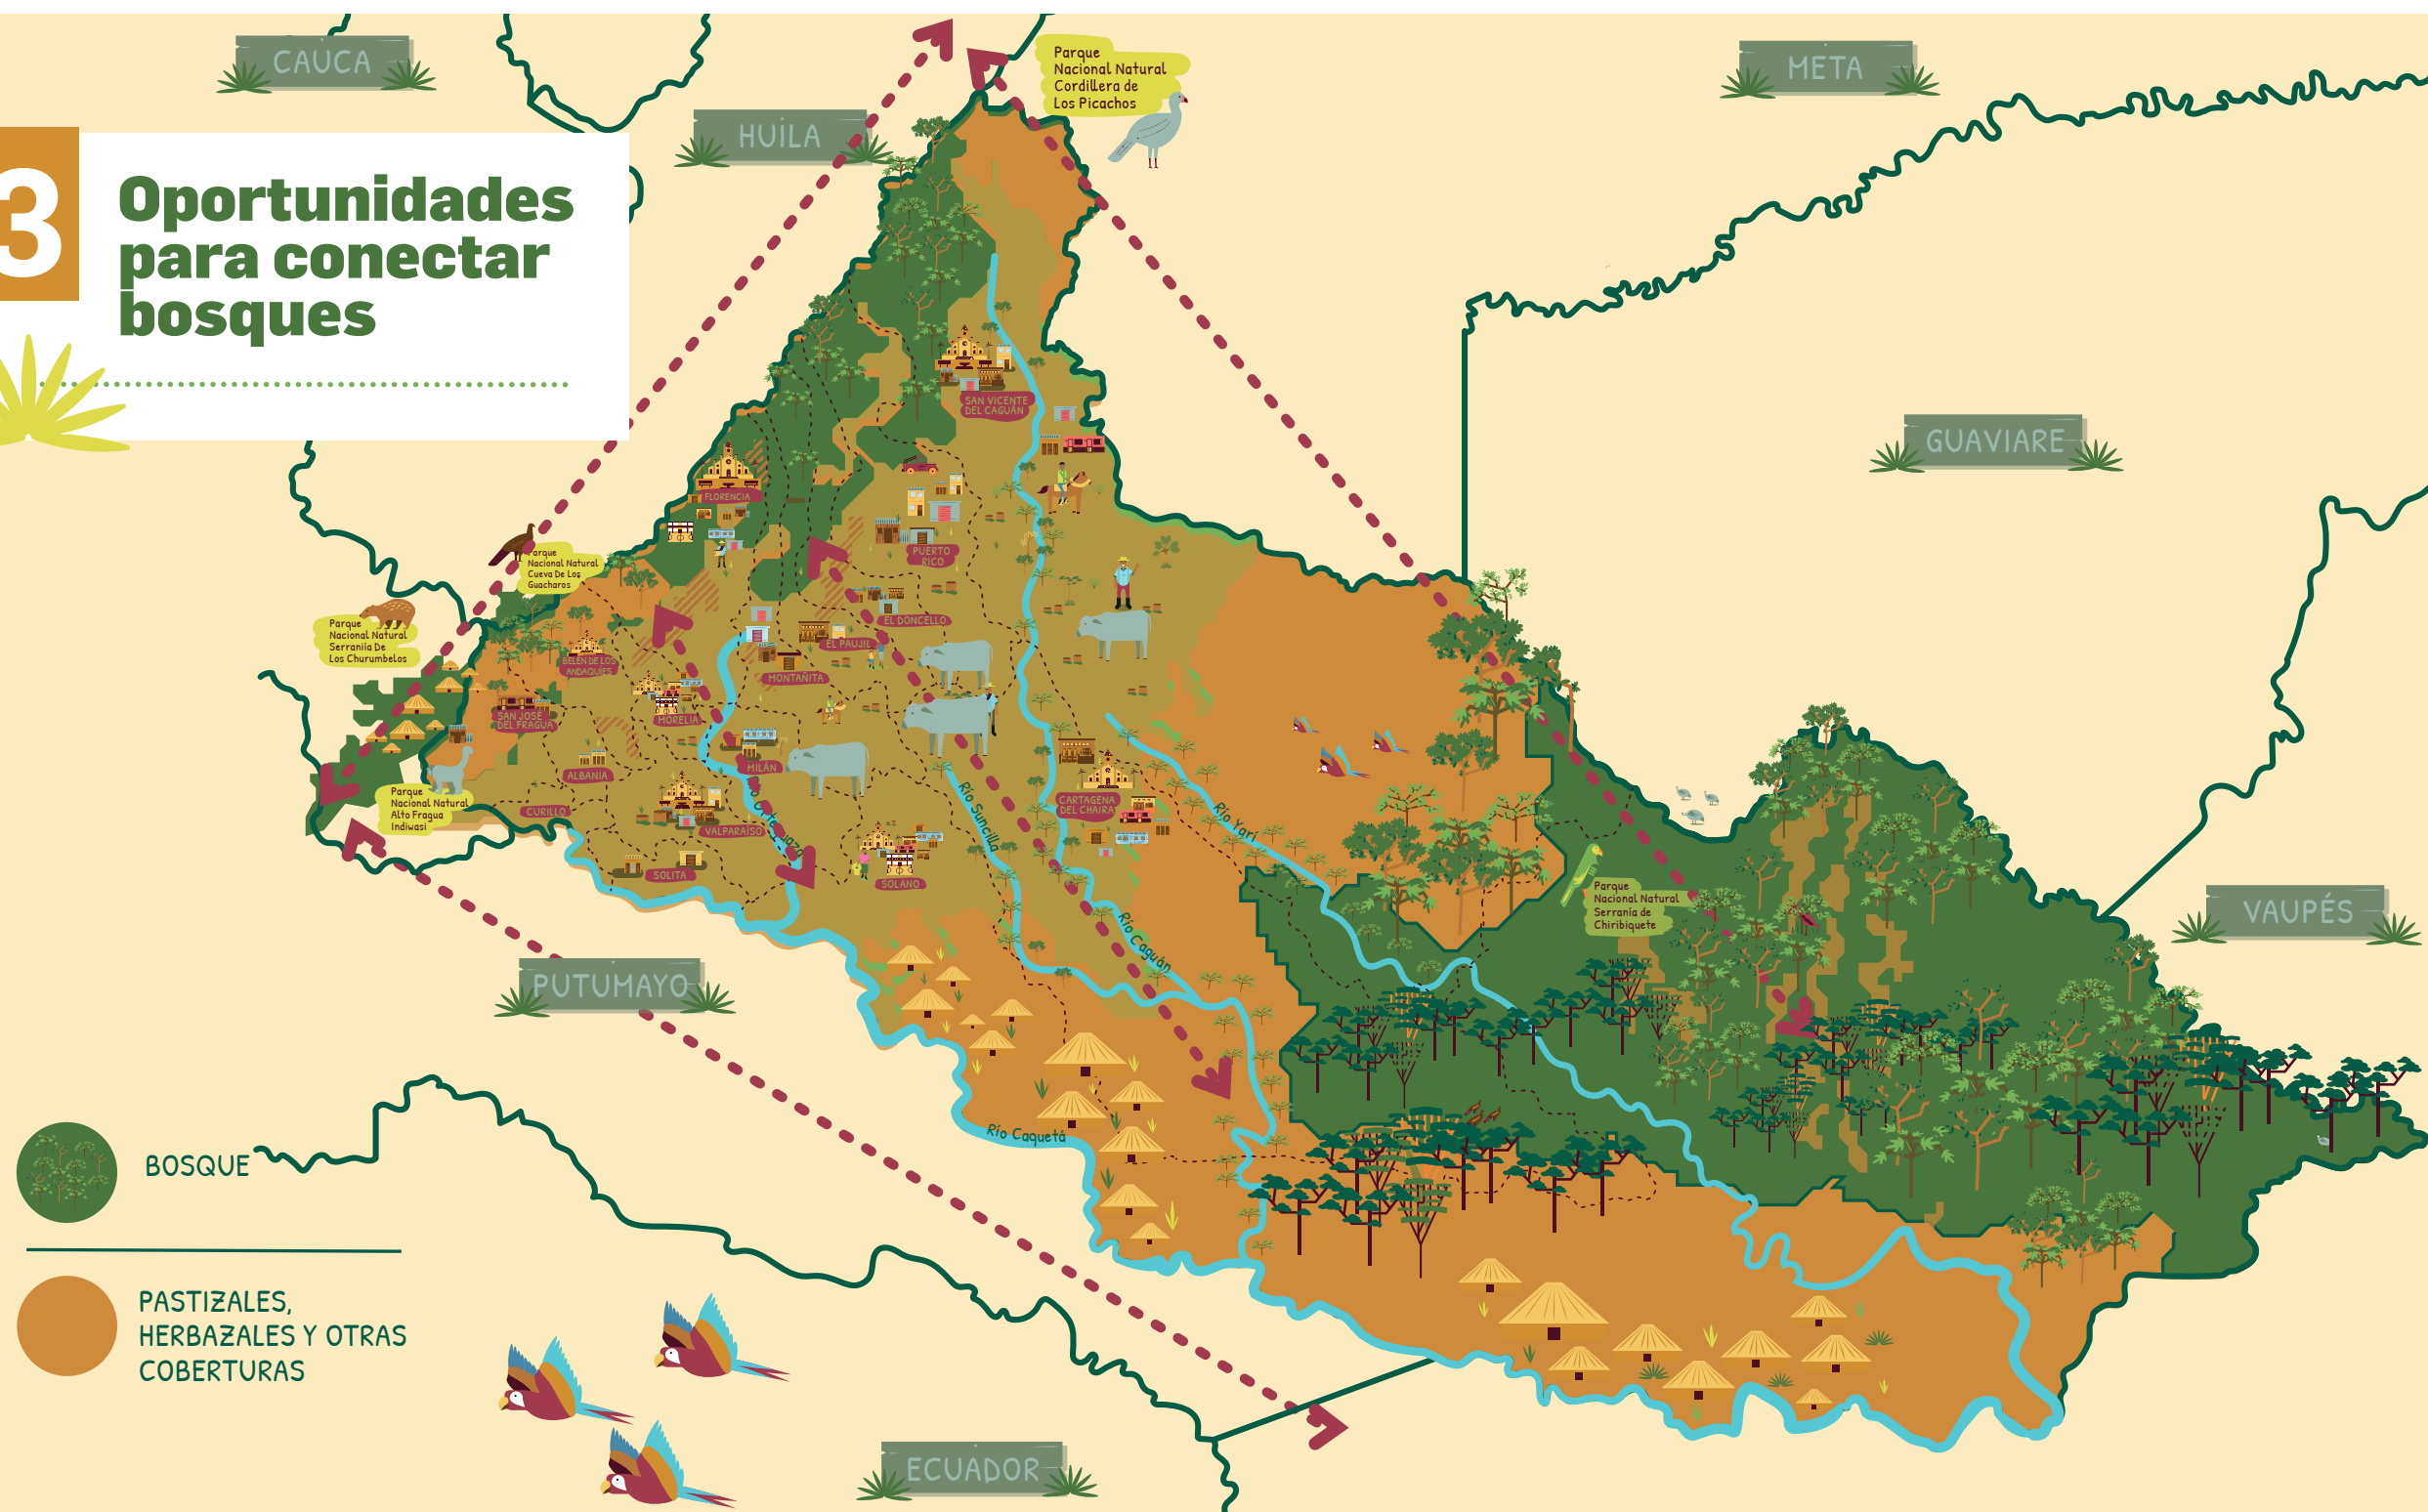 CAUCA
HUILA
META
GUAVIARE
VAUPÉS
PUTUMAYO
ECUADOR
3
Oportunidades
para conectar
bosques
Parque
Nacional Natural
Cordillera de
Los Picachos
Parque
Nacional Natural
Cueva De Los
Guacharos
Parque
Nacional Natural
Serraniía De
Los Churumbelos
Parque
Nacional Natural
Alto Fragua
Indiwasi
Parque
Nacional Natural
Serranía de
Chiribiquete
SAN VICENTE
DEL CAGUÁN
FLORENCIA
PUERTO
RICO
EL DONCELLO
EL PAUJIL
MONTAÑITA
BELÉN DE LOS
ANDAQUÍES
SAN JOSÉ
DEL FRAGUA
MORELIA
ALBANIA
MILÁN
CURILLO
VALPARAÍSO
SOLITA
SOLANO
CARTAGENA
DEL CHAIRA
Río Suncilla
Río Yarí
Río Caguán
Río Caquetá
BOSQUE
PASTIZALES,
HERBAZALES Y OTRAS
COBERTURAS